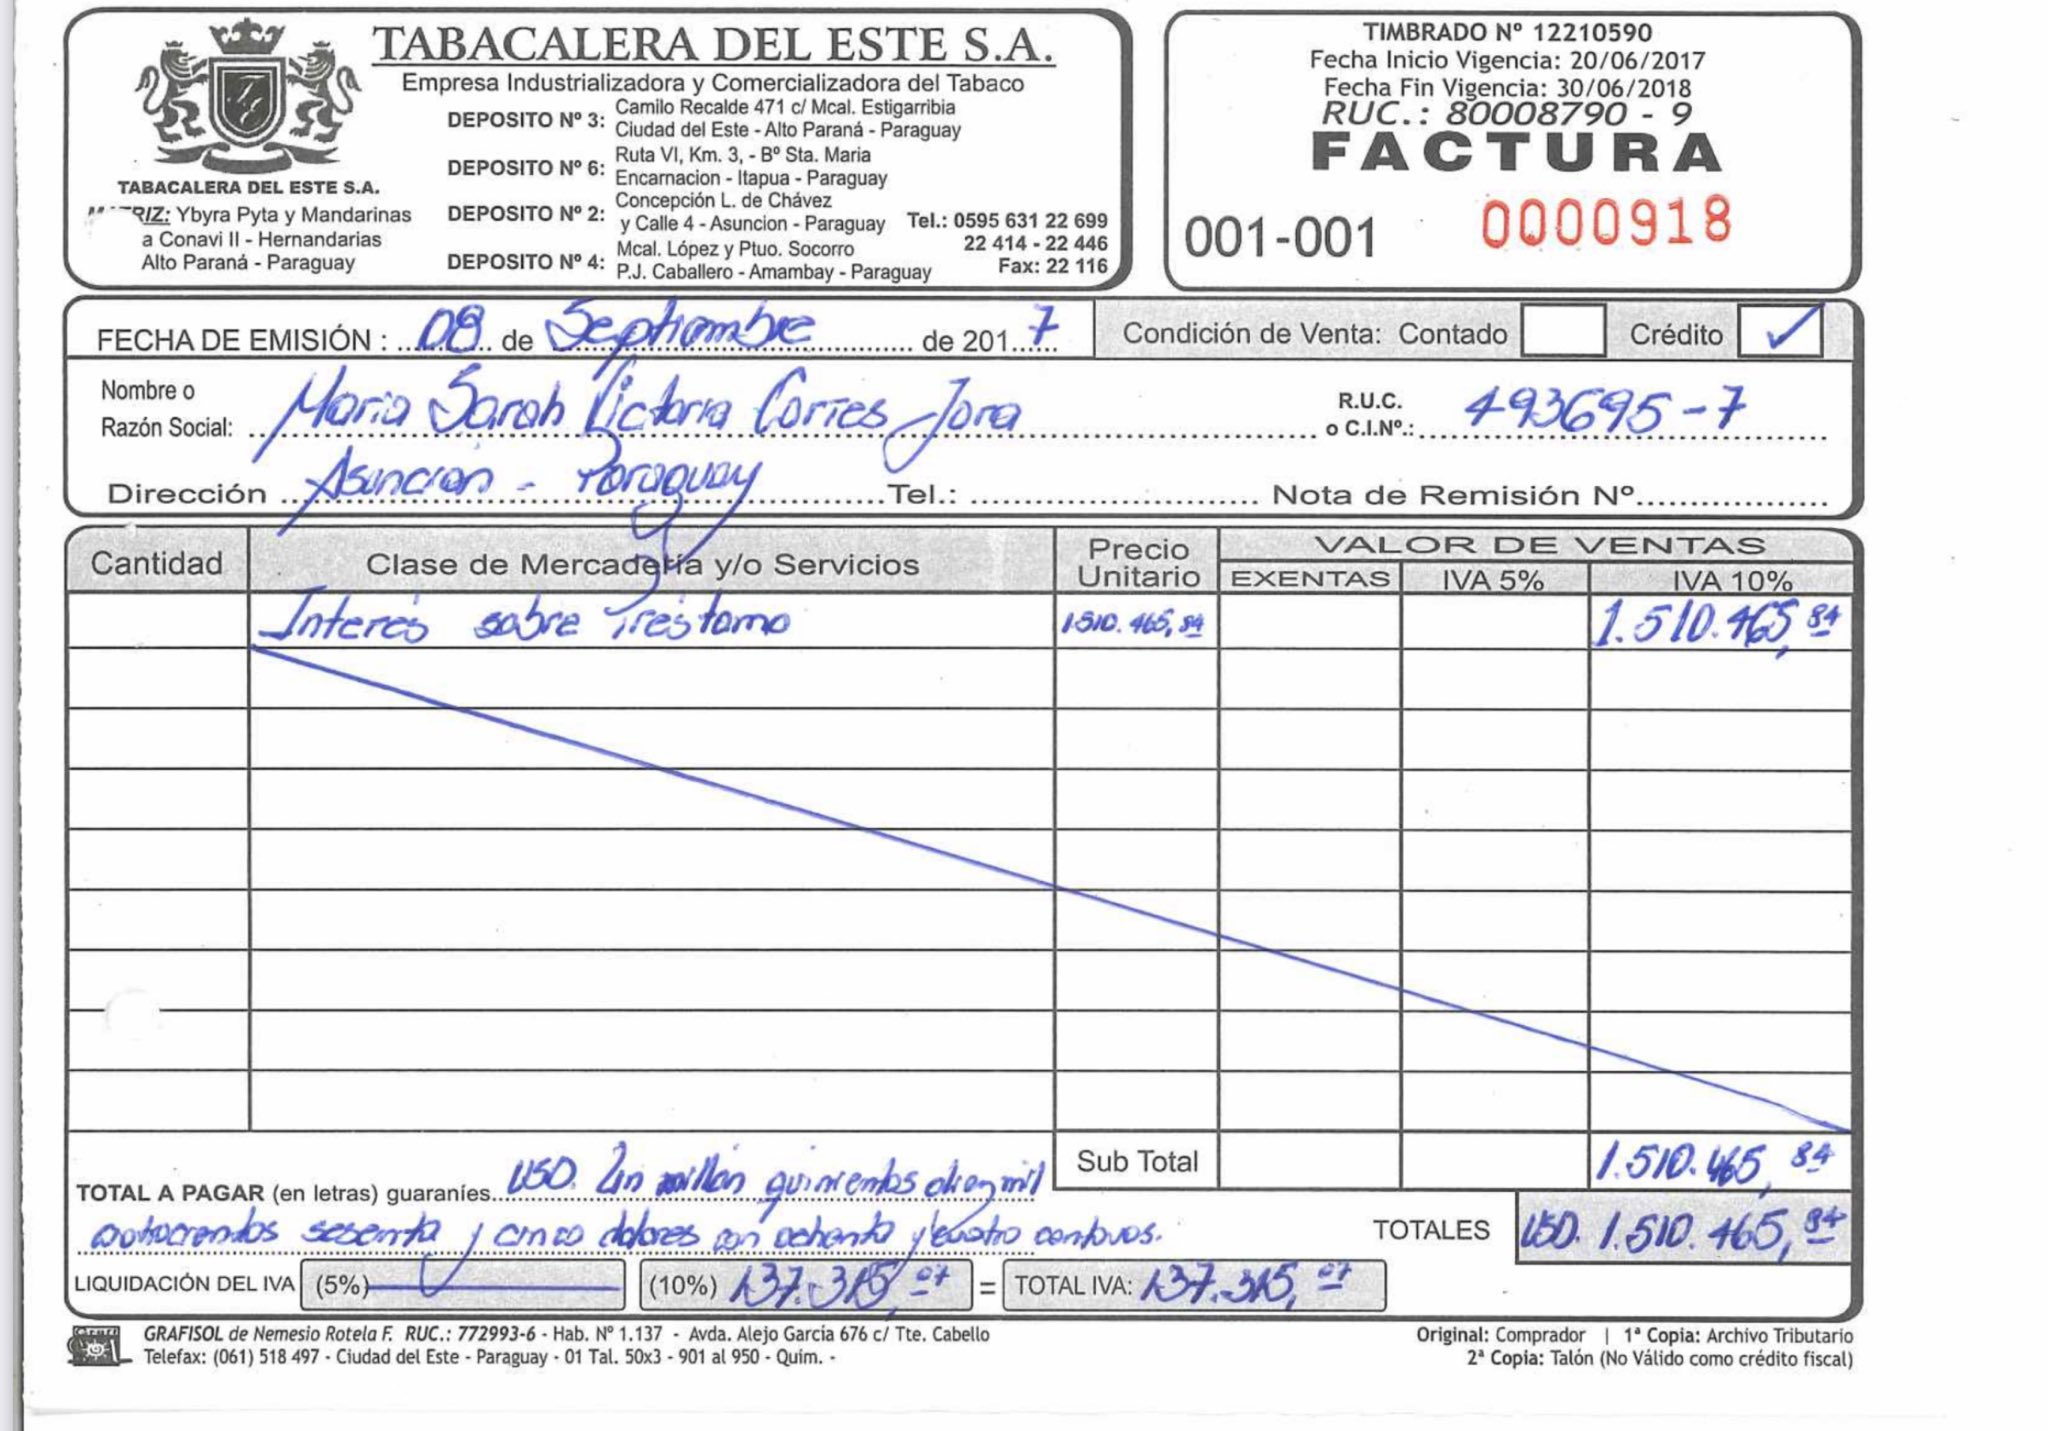 TABACALERA DEL ESTE S.A.
Empresa Industrializadora y Comercializadora del Tabaco
TABACALERA DEL ESTE S.A.
MATRIZ: Ybyra Pyta y Mandarinas
a Conavi II - Hernandarias
Alto Paraná - Paraguay
DEPOSITO Nº 3: Camilo Recalde 471 c/ Mcal. Estigarribia
Ciudad del Este - Alto Paraná - Paraguay
DEPOSITO Nº 6: Ruta VI, Km. 3, - Bº Sta. Maria
Encarnacion - Itapua - Paraguay
DEPOSITO Nº 2: Concepción L. de Chávez
y Calle 4 - Asuncion - Paraguay
DEPOSITO Nº 4: Mcal. López y Ptuo. Socorro
P.J. Caballero - Amambay - Paraguay
Tel.: 0595 631 22 699
22 414 - 22 446
Fax: 22 116
TIMBRADO Nº 12210590
Fecha Inicio Vigencia: 20/06/2017
Fecha Fin Vigencia: 30/06/2018
RUC.: 80008790 - 9
FACTURA
001-001 0000918
FECHA DE EMISIÓN : 08 de Septiembre de 2017 Condición de Venta: Contado Crédito ✓
Nombre o
Razón Social: Maria Sarah Victoria Corres Jora R.U.C.
o C.I.Nº.: 493695-7
Dirección Asunción - Paraguay Tel.: Nota de Remisión Nº
Cantidad Clase de Mercadería y/o Servicios Precio Unitario VALOR DE VENTAS
EXENTAS IVA 5% IVA 10%
Interés sobre Préstamo 1.510.465,84 1.510.465,84
Sub Total 1.510.465,84
TOTAL A PAGAR (en letras) guaraníes USD. Un millón quinientos diez mil
cuatrocientos sesenta y cinco dolares con ochenta y cuatro centavos.
TOTALES USD. 1.510.465,84
LIQUIDACIÓN DEL IVA (5%) (10%) 137.315,07 = TOTAL IVA: 137.315,07
GRAFISOL de Nemesio Rotela F. RUC.: 772993-6 - Hab. Nº 1.137 - Avda. Alejo García 676 c/ Tte. Cabello
Telefax: (061) 518 497 - Ciudad del Este - Paraguay - 01 Tal. 50x3 - 901 al 950 - Quim. -
Original: Comprador | 1ª Copia: Archivo Tributario
2ª Copia: Talón (No Válido como crédito fiscal)